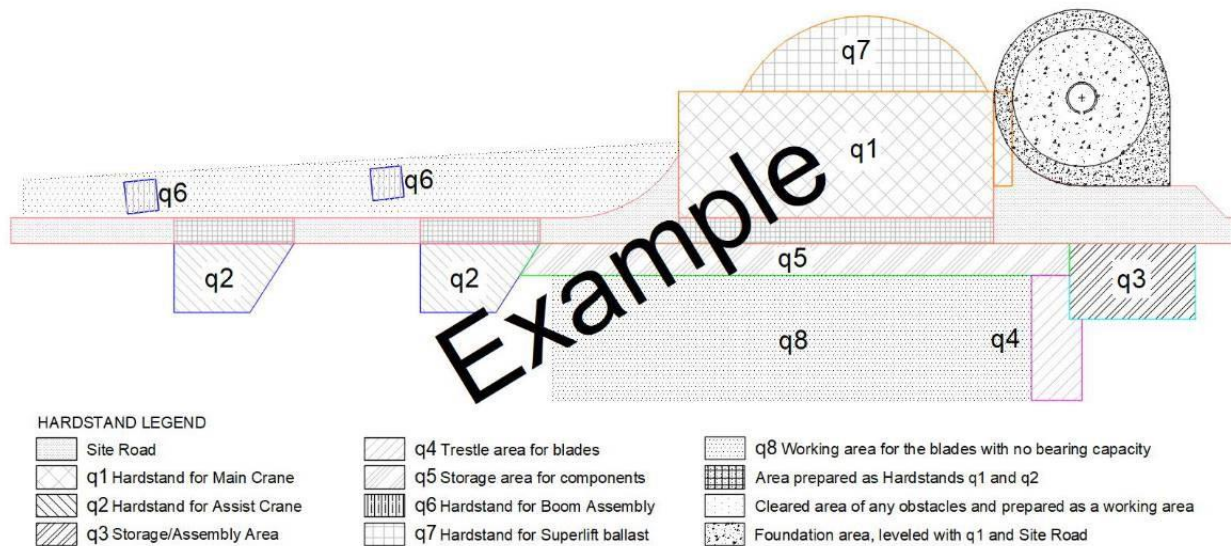 q7
q1
q6
q6
q2
q2
q5
q3
q4
q8
Example
HARDSTAND LEGEND
Site Road
q1 Hardstand for Main Crane
q2 Hardstand for Assist Crane
q3 Storage/Assembly Area
q4 Trestle area for blades
q5 Storage area for components
q6 Hardstand for Boom Assembly
q7 Hardstand for Superlift ballast
q8 Working area for the blades with no bearing capacity
Area prepared as Hardstands q1 and q2
Cleared area of any obstacles and prepared as a working area
Foundation area, leveled with q1 and Site Road